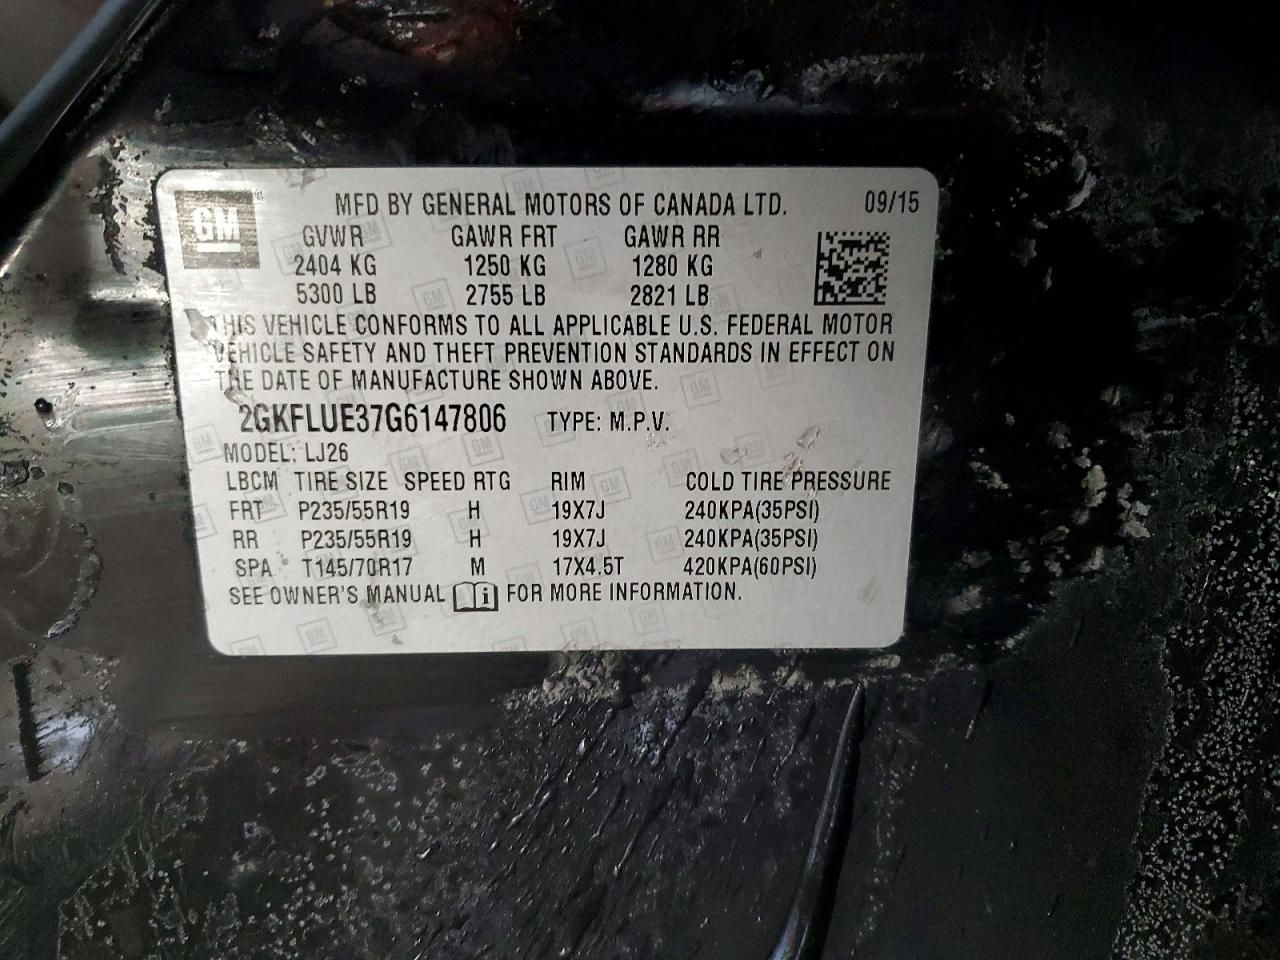 GM MFD BY GENERAL MOTORS OF CANADA LTD. 09/15
GVWR GAWR FRT GAWR RR
2404 KG 1250 KG 1280 KG
5300 LB 2755 LB 2821 LB
THIS VEHICLE CONFORMS TO ALL APPLICABLE U.S. FEDERAL MOTOR
VEHICLE SAFETY AND THEFT PREVENTION STANDARDS IN EFFECT ON
THE DATE OF MANUFACTURE SHOWN ABOVE.
2GKFLUE37G6147806 TYPE: M.P.V.
MODEL: LJ26
LBCM TIRE SIZE SPEED RTG RIM COLD TIRE PRESSURE
FRT P235/55R19 H 19X7J 240KPA(35PSI)
RR P235/55R19 H 19X7J 240KPA(35PSI)
SPA T145/70R17 M 17X4.5T 420KPA(60PSI)
SEE OWNER'S MANUAL i FOR MORE INFORMATION.